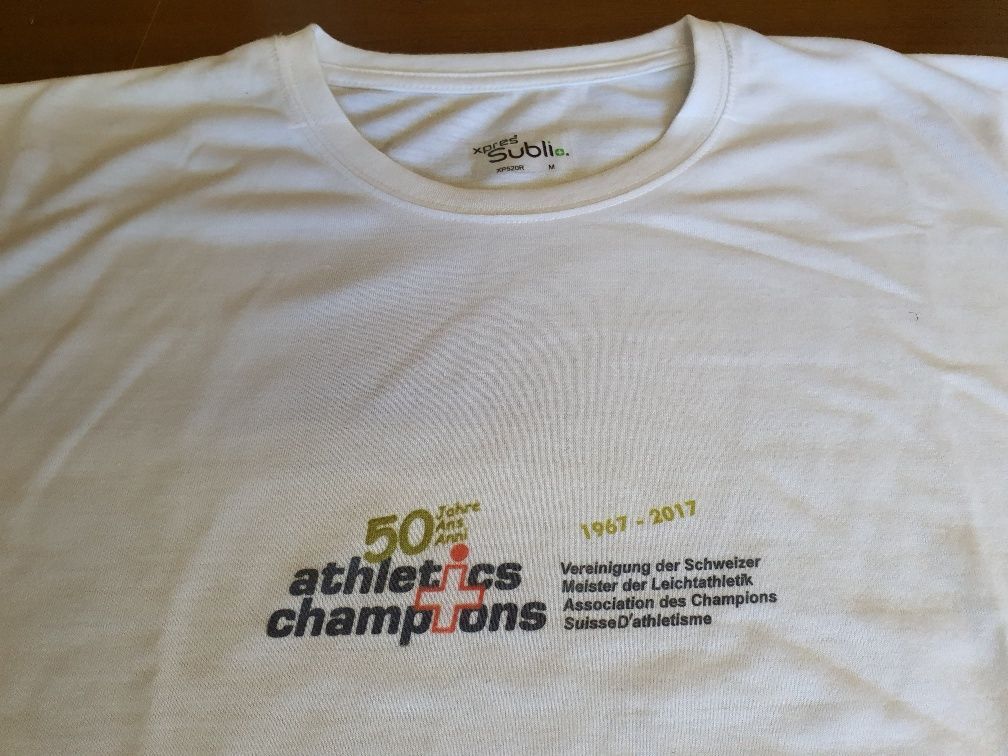 xpres
Subli.
XP520R M
50 Jahre
Ans
Anni
1967 - 2017
athletics
champions
Vereinigung der Schweizer
Meister der Leichtathletik
Association des Champions
SuisseD'athletisme